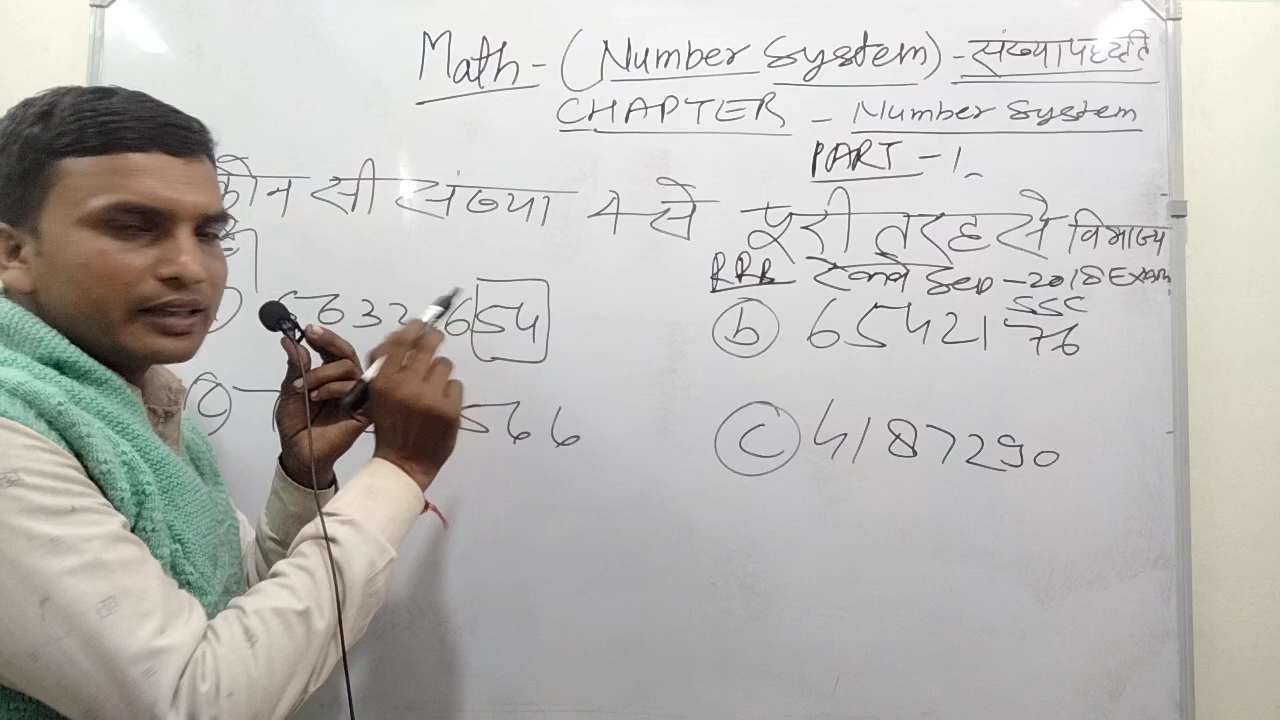 Math - (Number System) - संख्या पद्धति
CHAPTER - Number System
PART - 1.
कौन सी संख्या 4 से पूरी तरह से विभाज्य
RRB रेलवे Sep - 2018 Exam
SSC
54 (b) 6542176
566 (C) 4187290